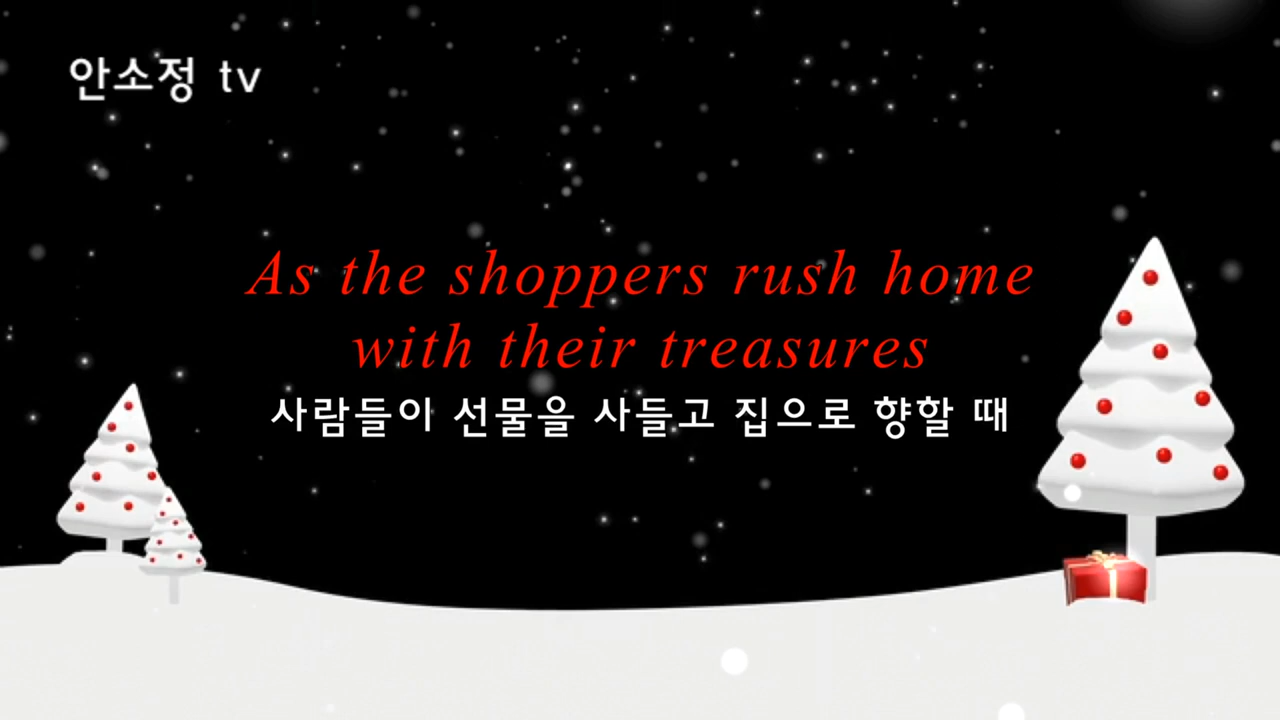 안소정 tv
As the shoppers rush home
with their treasures
사람들이 선물을 사들고 집으로 향할 때